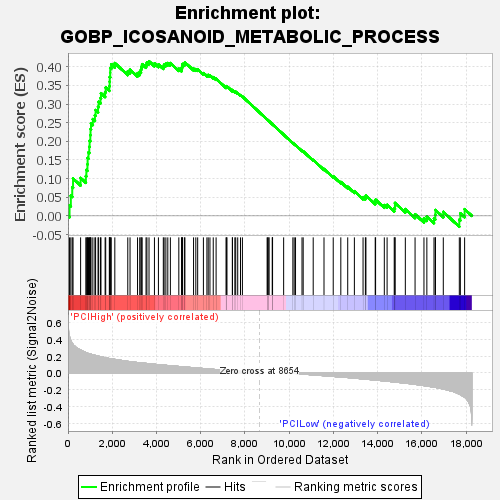 Enrichment plot:
GOBP_ICOSANOID_METABOLIC_PROCESS
Enrichment score (ES)
0.40
0.35
0.30
0.25
0.20
0.15
0.10
0.05
0.00
-0.05
'PCIHigh' (positively correlated)
Ranked list metric (Signal2Noise)
0.6
0.4
0.2
0.0
-0.2
-0.4
-0.6
Zero cross at 8654
'PCILow' (negatively correlated)
0
2,000
4,000
6,000
8,000
10,000
12,000
14,000
16,000
18,000
Rank in Ordered Dataset
Enrichment profile
Hits
Ranking metric scores